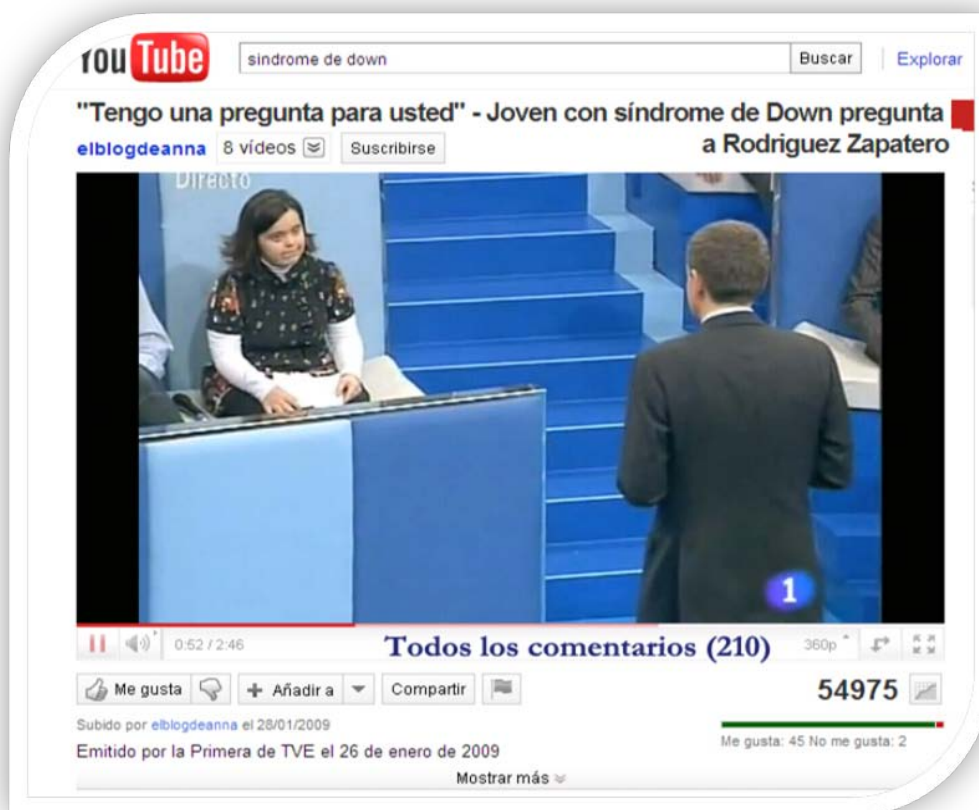 You Tube
sindrome de down
Buscar
Explorar
"Tengo una pregunta para usted" - Joven con síndrome de Down pregunta
a Rodriguez Zapatero
elblogdeanna
8 vídeos
Suscribirse
Directo
1
0:52 / 2:46
Todos los comentarios (210)
360p
Me gusta
Añadir a
Compartir
54975
Subido por elblogdeanna el 28/01/2009
Me gusta: 45 No me gusta: 2
Emitido por la Primera de TVE el 26 de enero de 2009
Mostrar más